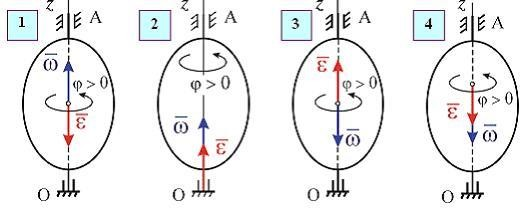 1 z A
ω̅ φ > 0
ε̅
O
2 z A
φ > 0
ω̅ ε̅
O
3 z A
ε̅ φ > 0
ω̅
O
4 z A
ε̅ φ > 0
ω̅
O